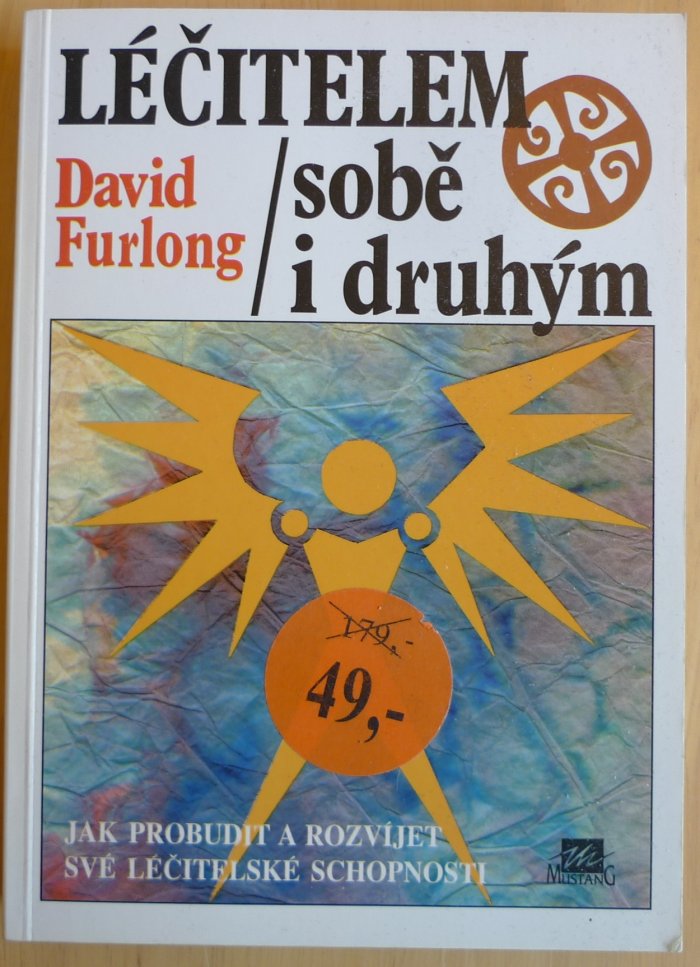 LÉČITELEM
David
Furlong
/ sobě
i druhým
179,-
49,-
JAK PROBUDIT A ROZVÍJET
SVÉ LÉČITELSKÉ SCHOPNOSTI
m
MUSTANG